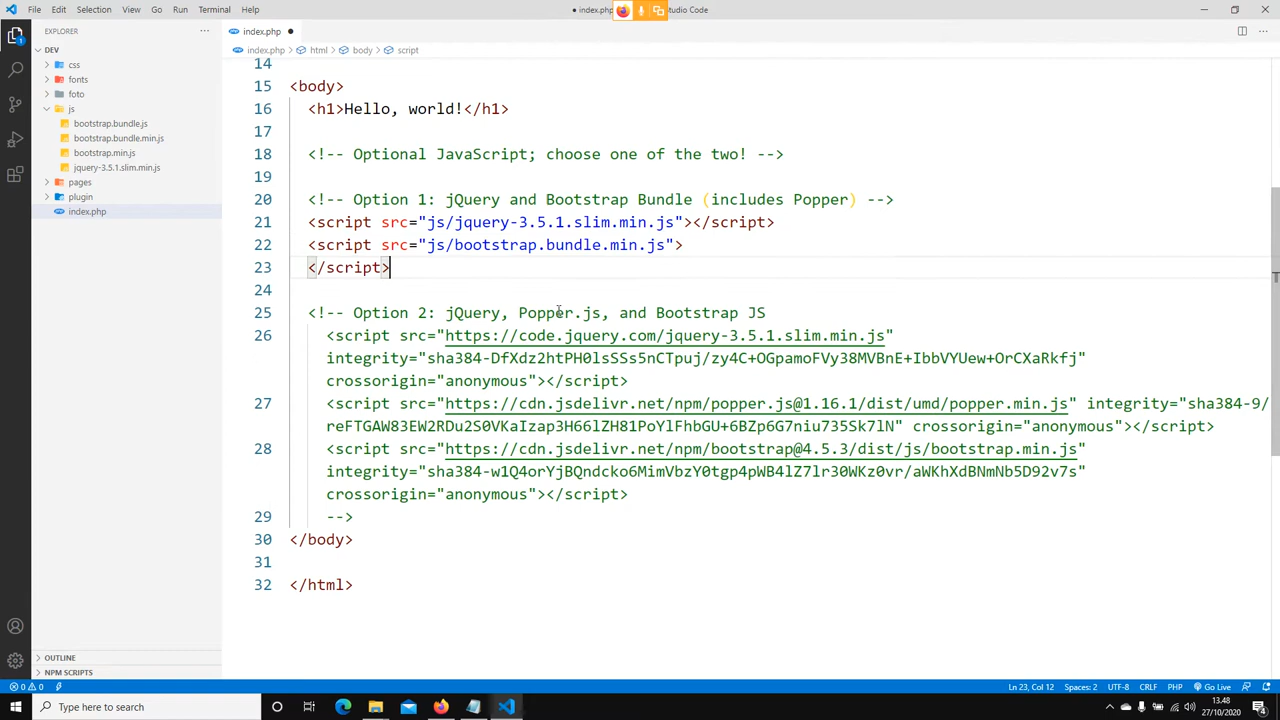 File Edit Selection View Go Run Terminal Help
● index.php
studio Code
EXPLORER
DEV
css
fonts
foto
js
bootstrap.bundle.js
bootstrap.bundle.min.js
bootstrap.min.js
jquery-3.5.1.slim.min.js
pages
plugin
index.php
OUTLINE
NPM SCRIPTS
index.php ●
index.php > html > body > script
14
15 <body>
16 <h1>Hello, world!</h1>
17
18 <!-- Optional JavaScript; choose one of the two! -->
19
20 <!-- Option 1: jQuery and Bootstrap Bundle (includes Popper) -->
21 <script src="js/jquery-3.5.1.slim.min.js"></script>
22 <script src="js/bootstrap.bundle.min.js">
23 </script>
24
25 <!-- Option 2: jQuery, Popper.js, and Bootstrap JS
26 <script src="https://code.jquery.com/jquery-3.5.1.slim.min.js"
integrity="sha384-DfXdz2htPH0lsSSs5nCTpuj/zy4C+OGpamoFVy38MVBnE+IbbVYUew+OrCXaRkfj"
crossorigin="anonymous"></script>
27 <script src="https://cdn.jsdelivr.net/npm/popper.js@1.16.1/dist/umd/popper.min.js" integrity="sha384-9/
reFTGAW83EW2RDu2S0VKaIzap3H66lZH81PoYlFhbGU+6BZp6G7niu735Sk7lN" crossorigin="anonymous"></script>
28 <script src="https://cdn.jsdelivr.net/npm/bootstrap@4.5.3/dist/js/bootstrap.min.js"
integrity="sha384-w1Q4orYjBQndcko6MimVbzY0tgp4pWB4lZ7lr30WKz0vr/aWKhXdBNmNb5D92v7s"
crossorigin="anonymous"></script>
29 -->
30 </body>
31
32 </html>
0 0 Ln 23, Col 12 Spaces: 2 UTF-8 CRLF PHP Go Live
Type here to search
13.48
27/10/2020